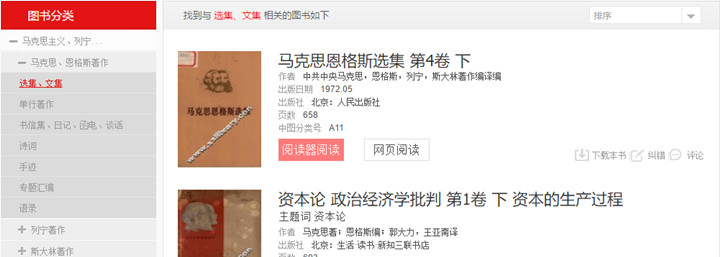 图书分类
马克思主义、列宁...
马克思、恩格斯著作
选集、文集
单行著作
书信集、日记、函电、谈话
诗词
手迹
专题汇编
语录
列宁著作
斯大林著作
找到与 选集、文集 相关的图书如下
排序
马克思恩格斯选集 第4卷 下
作者 中共中央马克思，恩格斯，列宁，斯大林著作编译编
出版日期 1972.05
出版社 北京：人民出版社
页数 658
中图分类号 A11
阅读器阅读 网页阅读
下载本书 纠错 评论
马克思恩格斯选集
资本论 政治经济学批判 第1卷 下 资本的生产过程
主题词 资本论
作者 马克思著；恩格斯编；郭大力，王亚南译
出版社 北京：生活·读书·新知三联书店